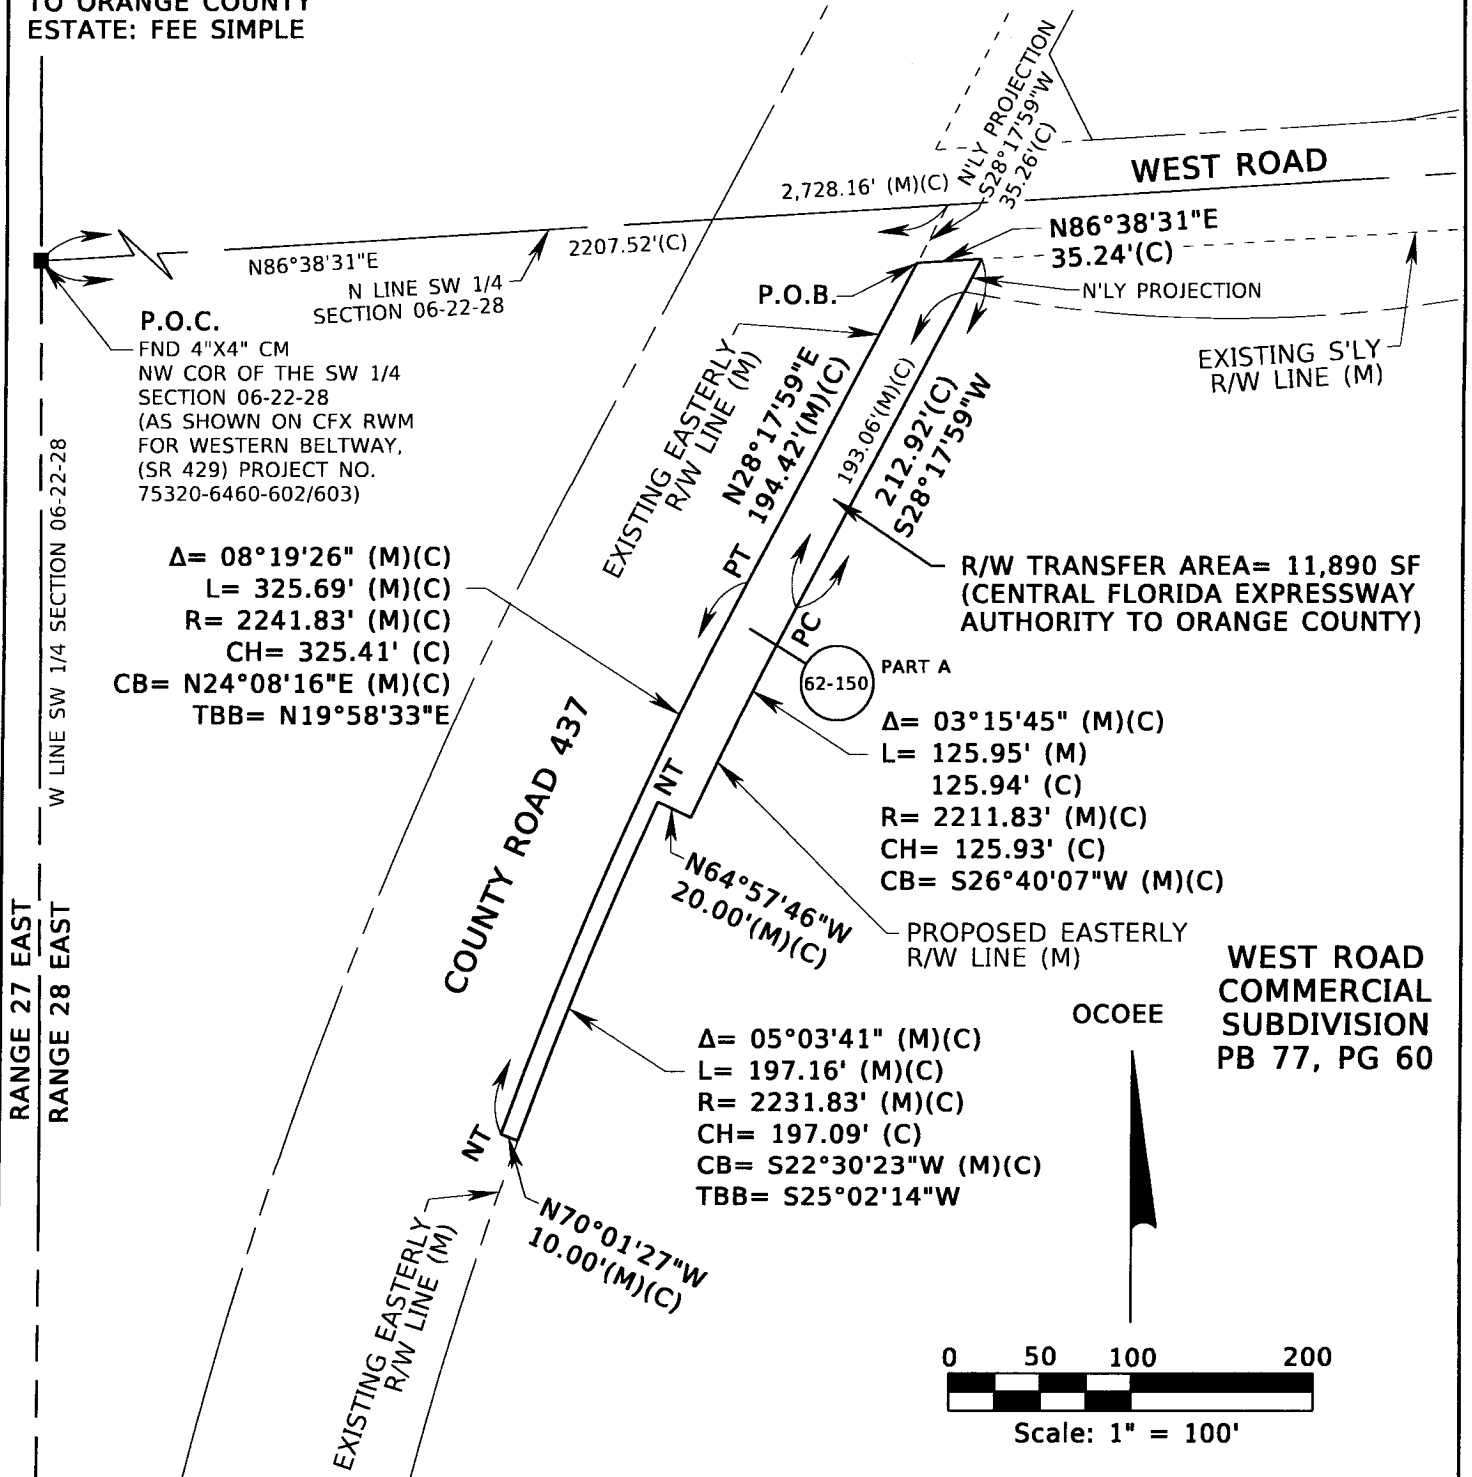 TO ORANGE COUNTY
ESTATE: FEE SIMPLE
N'LY PROJECTION
S28°17'59"W
35.26'(C)
WEST ROAD
2,728.16' (M)(C)
N86°38'31"E
35.24'(C)
2207.52'(C)
N86°38'31"E
N LINE SW 1/4
SECTION 06-22-28
P.O.B.
N'LY PROJECTION
P.O.C.
FND 4"X4" CM
NW COR OF THE SW 1/4
SECTION 06-22-28
(AS SHOWN ON CFX RWM
FOR WESTERN BELTWAY,
(SR 429) PROJECT NO.
75320-6460-602/603)
EXISTING S'LY
R/W LINE (M)
EXISTING EASTERLY
R/W LINE (M)
N28°17'59"E
194.42'(M)(C)
193.06'(M)(C)
212.92'(C)
S28°17'59"W
W LINE SW 1/4 SECTION 06-22-28
Δ= 08°19'26" (M)(C)
L= 325.69' (M)(C)
R= 2241.83' (M)(C)
CH= 325.41' (C)
CB= N24°08'16"E (M)(C)
TBB= N19°58'33"E
PT
R/W TRANSFER AREA= 11,890 SF
(CENTRAL FLORIDA EXPRESSWAY
AUTHORITY TO ORANGE COUNTY)
PC
62-150
PART A
Δ= 03°15'45" (M)(C)
L= 125.95' (M)
125.94' (C)
R= 2211.83' (M)(C)
CH= 125.93' (C)
CB= S26°40'07"W (M)(C)
NT
COUNTY ROAD 437
N64°57'46"W
20.00'(M)(C)
PROPOSED EASTERLY
R/W LINE (M)
WEST ROAD
COMMERCIAL
SUBDIVISION
PB 77, PG 60
RANGE 27 EAST
RANGE 28 EAST
OCOEE
Δ= 05°03'41" (M)(C)
L= 197.16' (M)(C)
R= 2231.83' (M)(C)
CH= 197.09' (C)
CB= S22°30'23"W (M)(C)
TBB= S25°02'14"W
NT
N70°01'27"W
10.00'(M)(C)
EXISTING EASTERLY
R/W LINE (M)
0 50 100 200
Scale: 1" = 100'